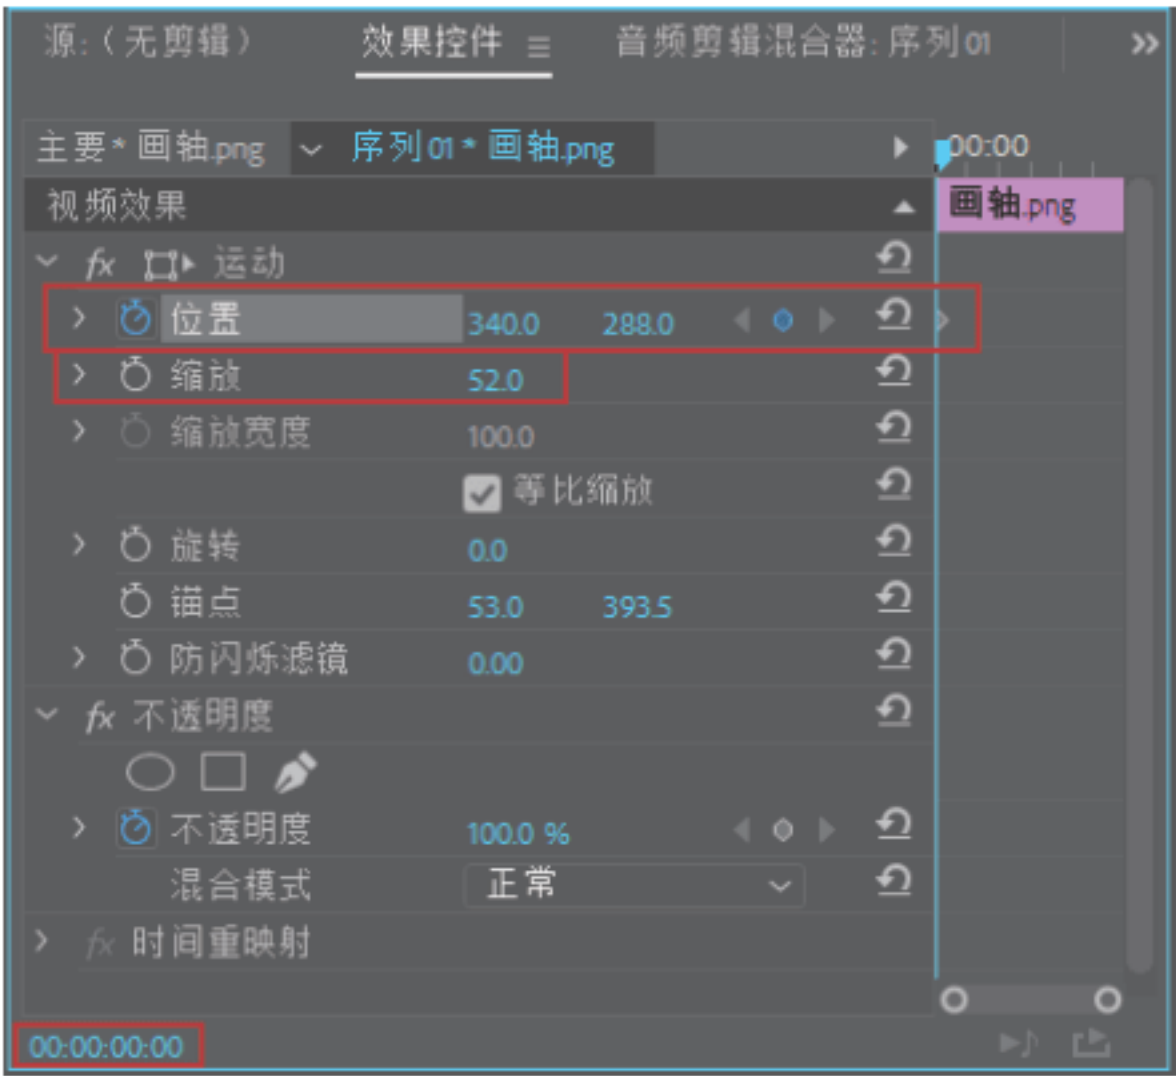 源:（无剪辑） 效果控件 音频剪辑混合器: 序列 01
主要* 画轴.png 序列 01 * 画轴.png :00:00
视频效果 画轴.png
fx 运动
位置 340.0 288.0
缩放 52.0
缩放宽度 100.0
等比缩放
旋转 0.0
锚点 53.0 393.5
防闪烁滤镜 0.00
fx 不透明度
不透明度 100.0 %
混合模式 正常
fx 时间重映射
00:00:00:00